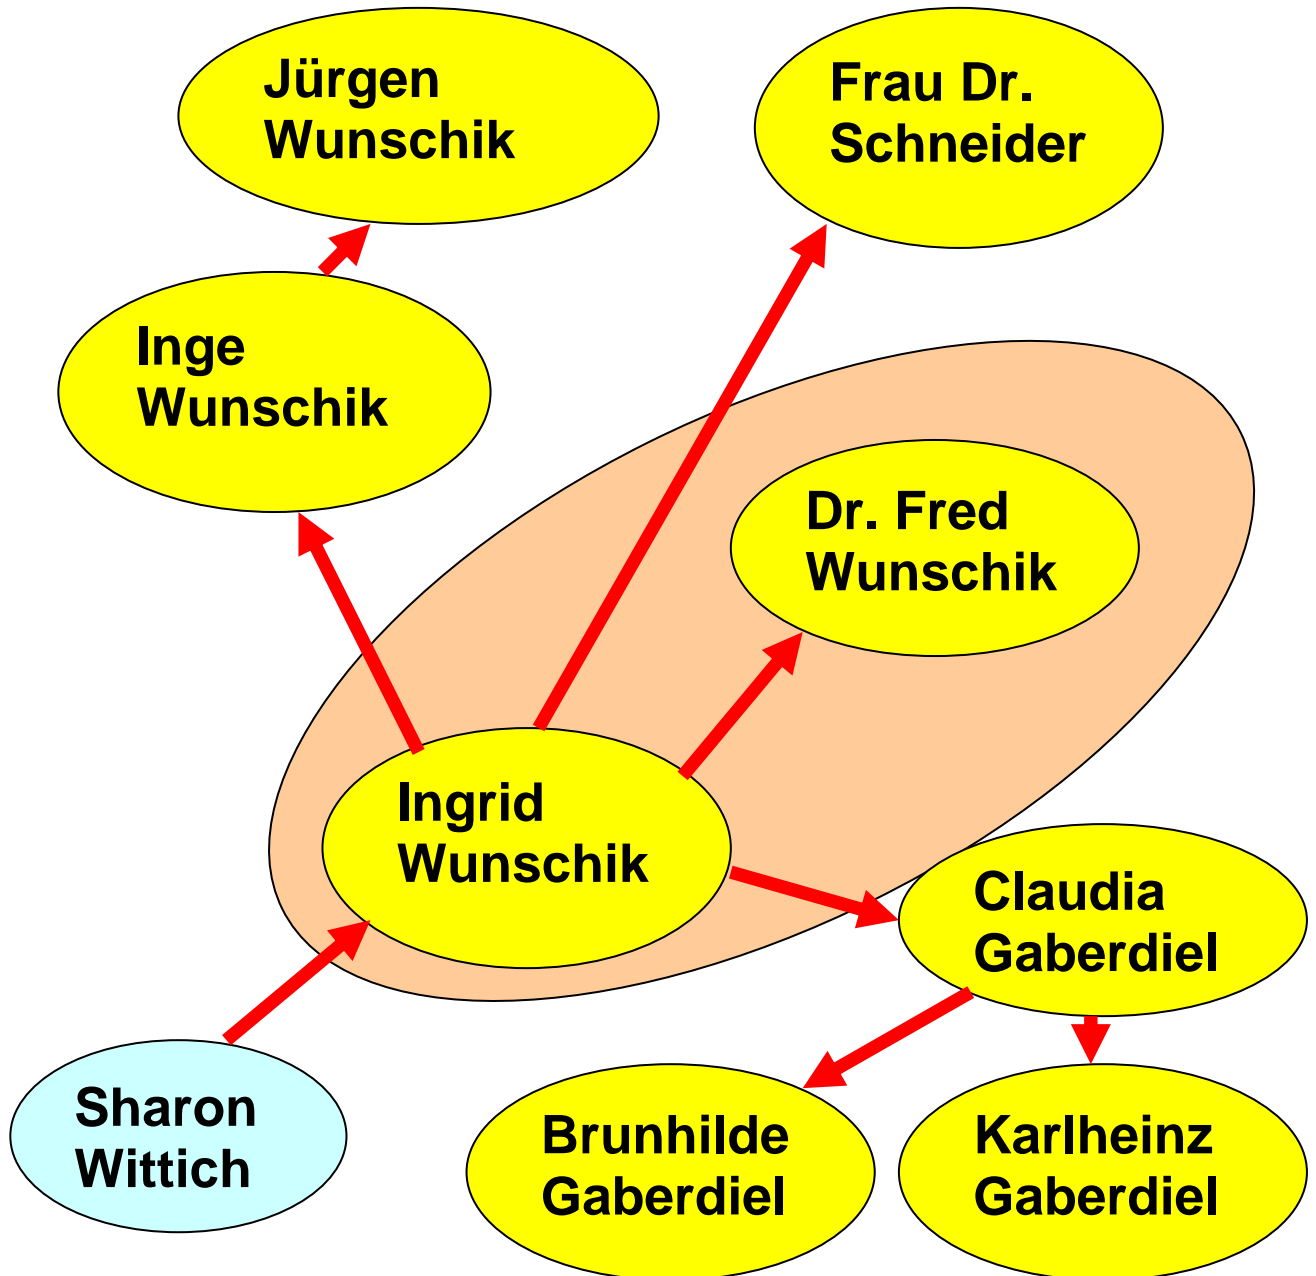 Jürgen
Wunschik
Frau Dr.
Schneider
Inge
Wunschik
Dr. Fred
Wunschik
Ingrid
Wunschik
Claudia
Gaberdiel
Sharon
Wittich
Brunhilde
Gaberdiel
Karlheinz
Gaberdiel